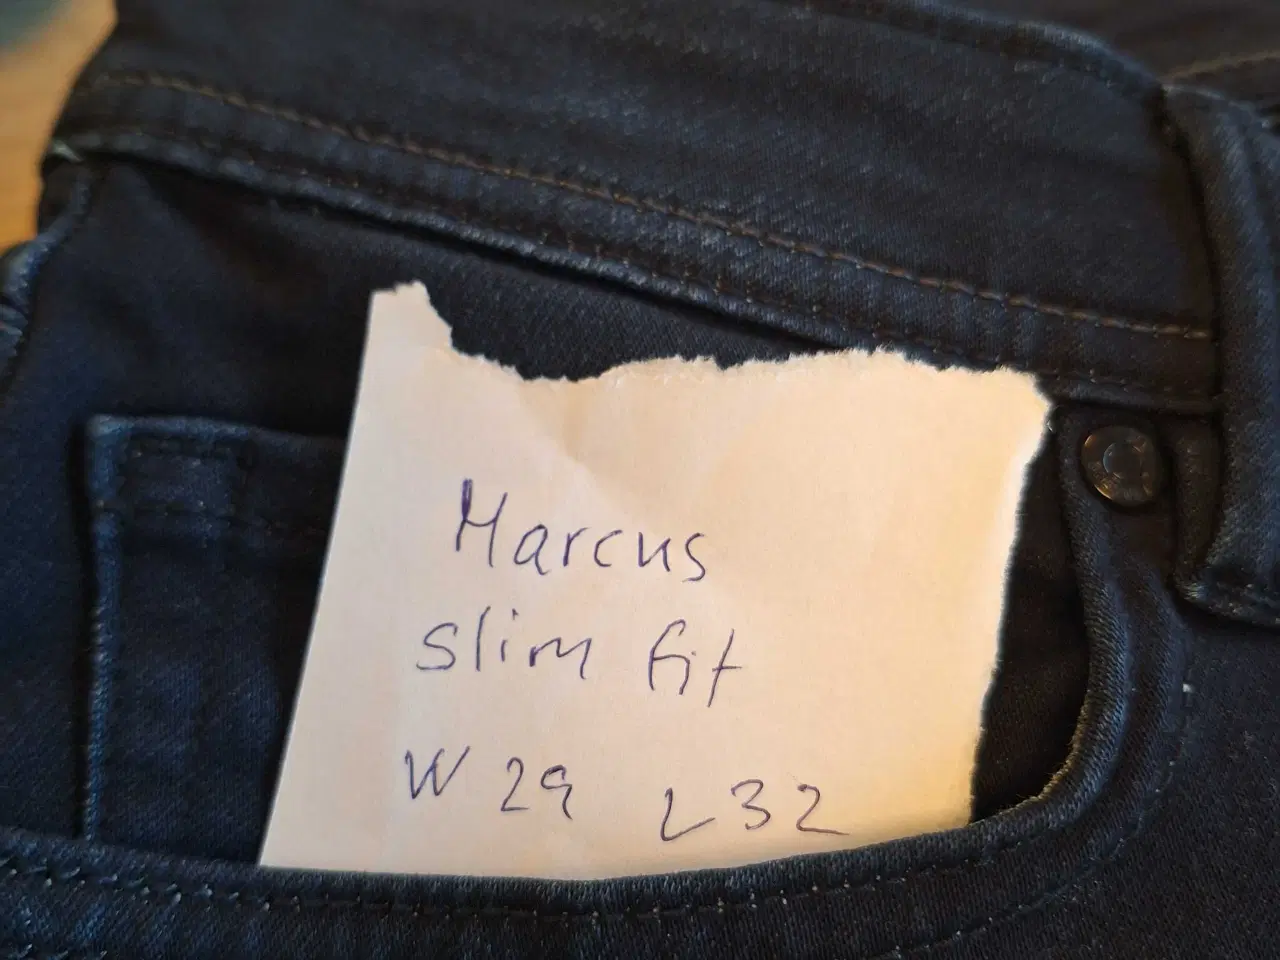 Marcus
slim fit
W 29 L32